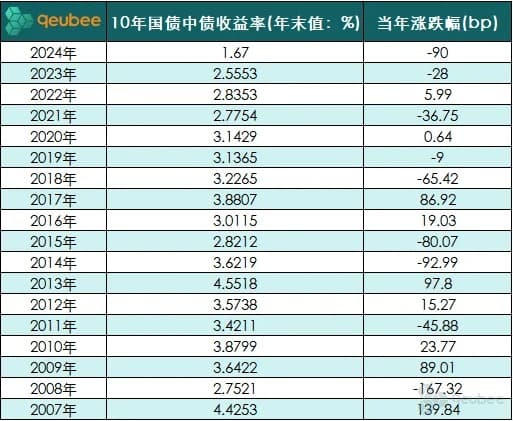 qeubee 10年国债中债收益率(年末值：%) 当年涨跌幅(bp)
2024年 1.67 -90
2023年 2.5553 -28
2022年 2.8353 5.99
2021年 2.7754 -36.75
2020年 3.1429 0.64
2019年 3.1365 -9
2018年 3.2265 -65.42
2017年 3.8807 86.92
2016年 3.0115 19.03
2015年 2.8212 -80.07
2014年 3.6219 -92.99
2013年 4.5518 97.8
2012年 3.5738 15.27
2011年 3.4211 -45.88
2010年 3.8799 23.77
2009年 3.6422 89.01
2008年 2.7521 -167.32
2007年 4.4253 139.84
qeubee